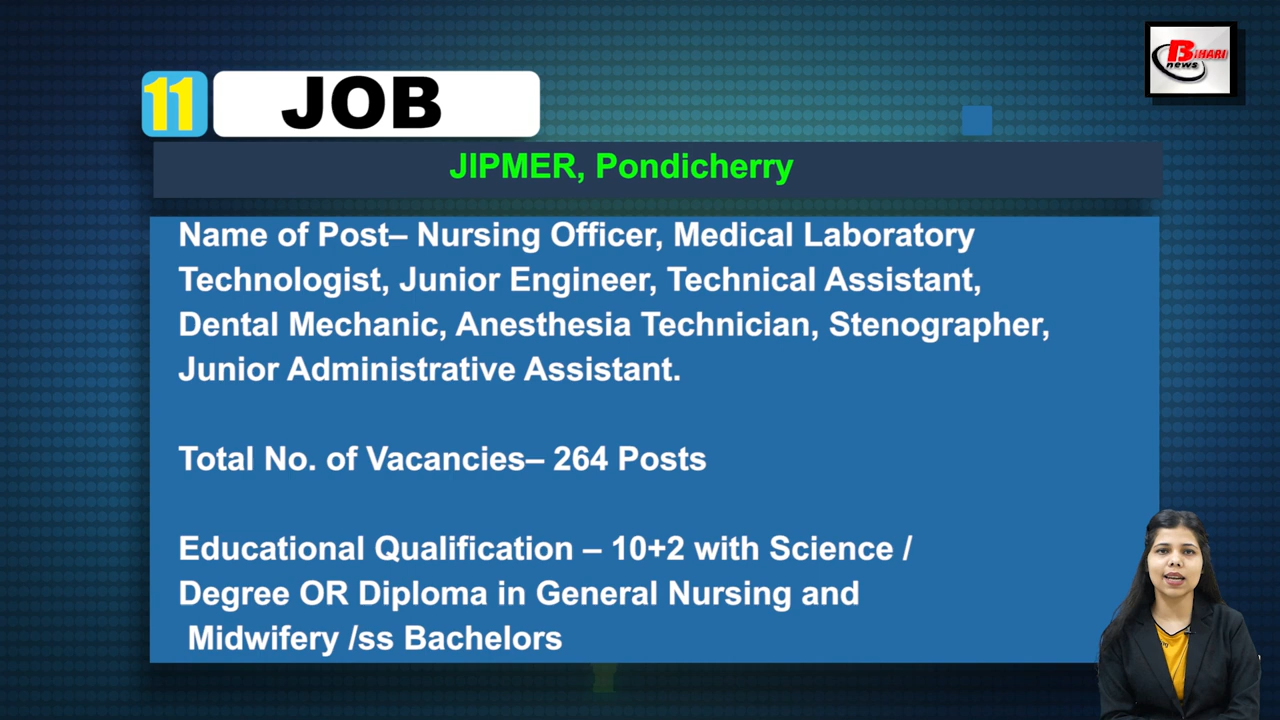 BIHARI
news
11 JOB
JIPMER, Pondicherry
Name of Post– Nursing Officer, Medical Laboratory
Technologist, Junior Engineer, Technical Assistant,
Dental Mechanic, Anesthesia Technician, Stenographer,
Junior Administrative Assistant.
Total No. of Vacancies– 264 Posts
Educational Qualification – 10+2 with Science /
Degree OR Diploma in General Nursing and
Midwifery /ss Bachelors